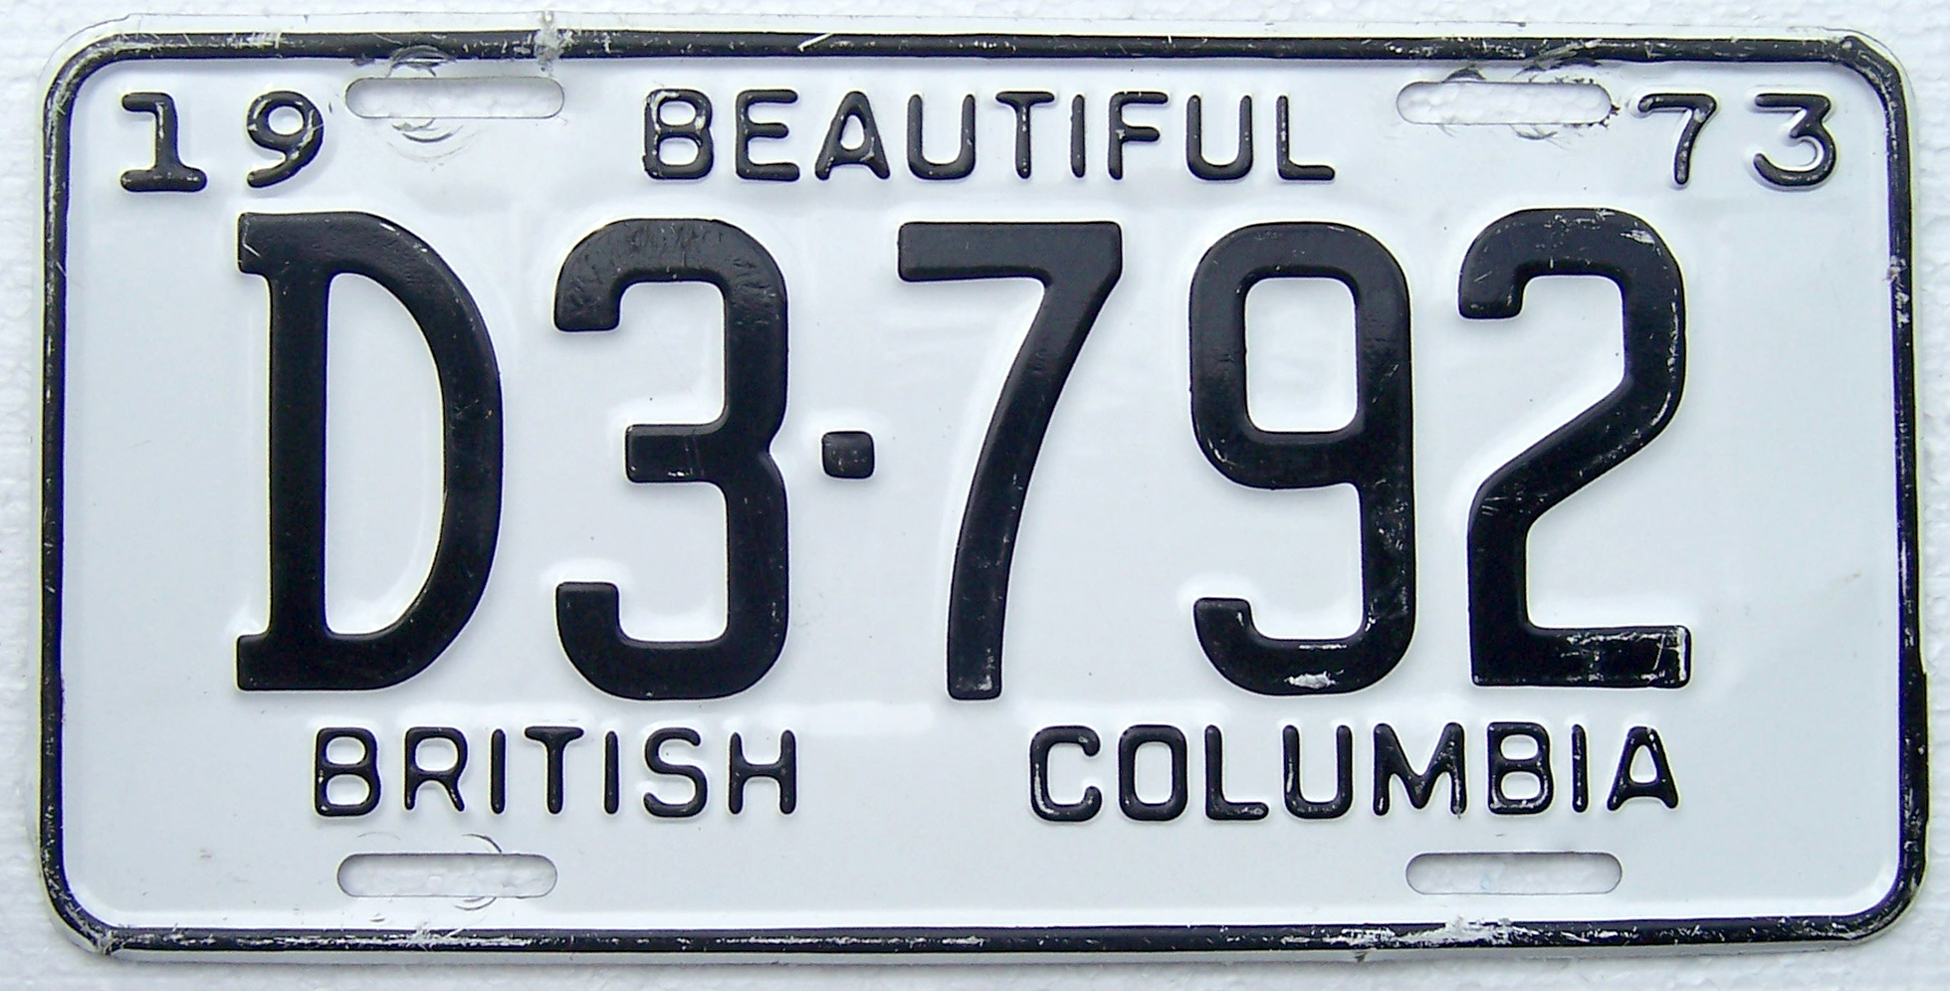 19 BEAUTIFUL 73
D3·792
BRITISH COLUMBIA